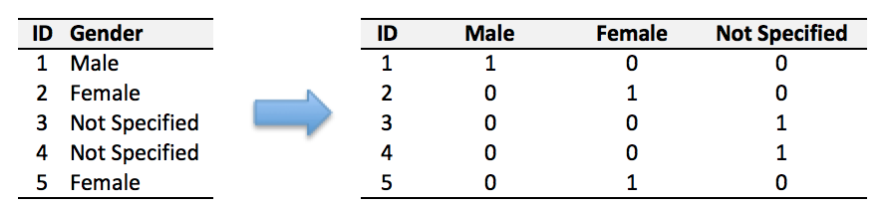 ID Gender
1 Male
2 Female
3 Not Specified
4 Not Specified
5 Female
ID Male Female Not Specified
1 1 0 0
2 0 1 0
3 0 0 1
4 0 0 1
5 0 1 0